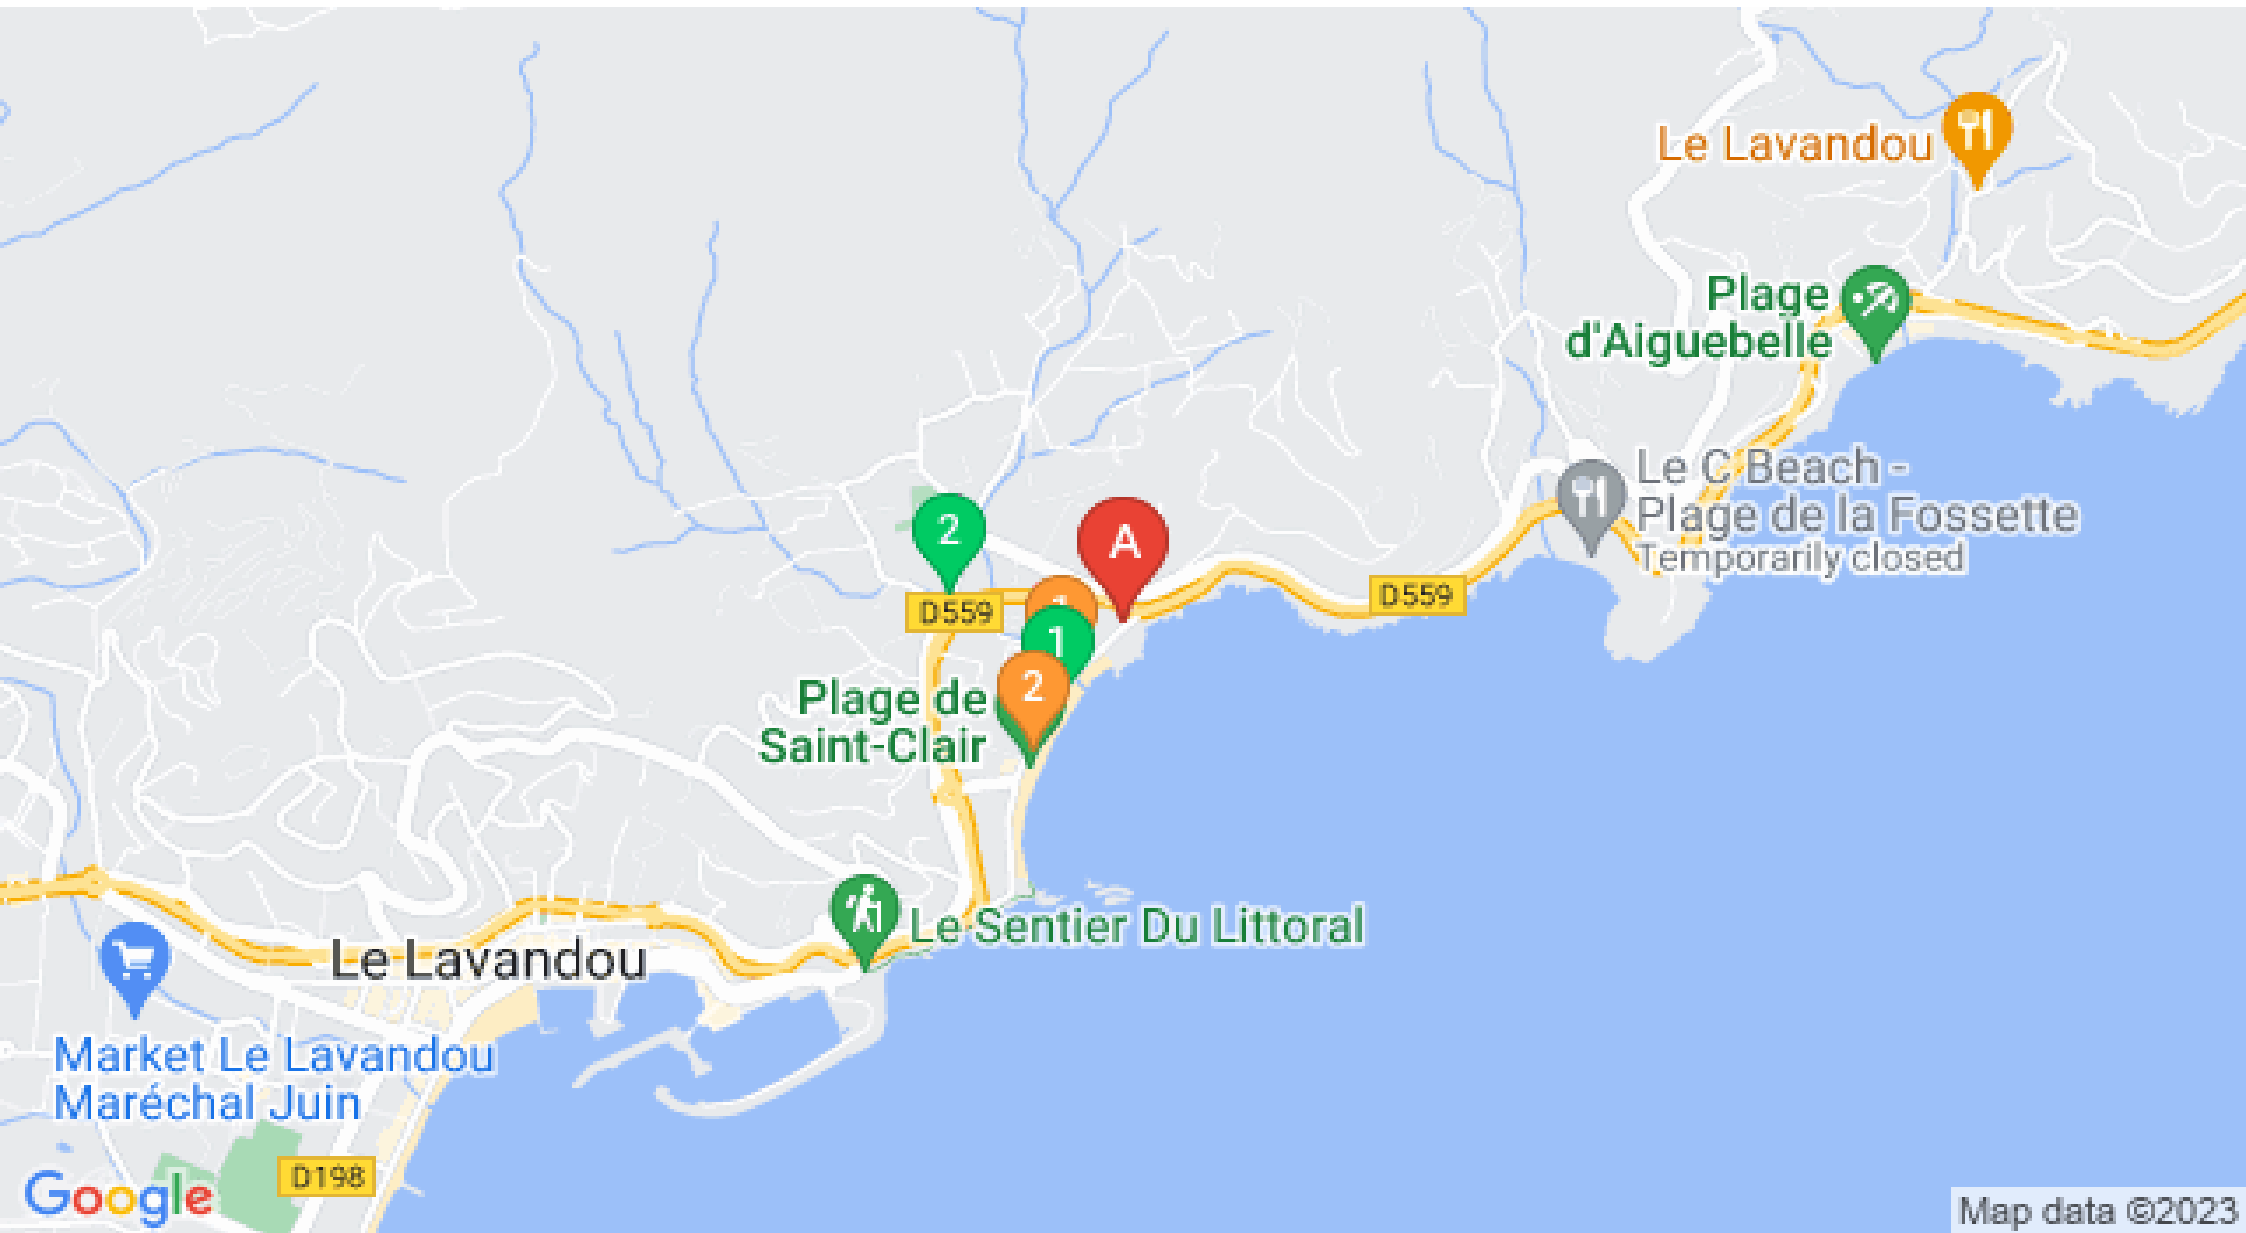 Le Lavandou
Plage
d'Aiguebelle
Le C Beach -
Plage de la Fossette
Temporarily closed
2
A
D559
1
D559
1
2
Plage de
Saint-Clair
Le Sentier Du Littoral
Le Lavandou
Market Le Lavandou
Maréchal Juin
D198
Google
Map data ©2023